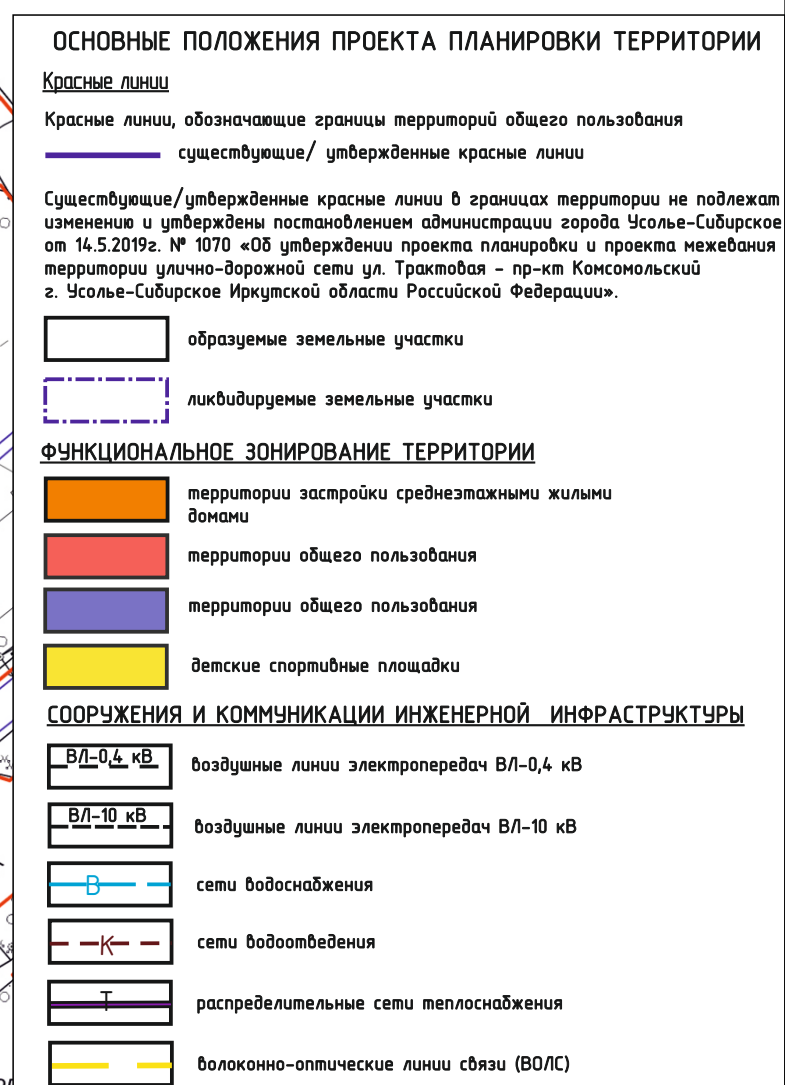 ОСНОВНЫЕ ПОЛОЖЕНИЯ ПРОЕКТА ПЛАНИРОВКИ ТЕРРИТОРИИ
Красные линии
Красные линии, обозначающие границы территорий общего пользования
существующие/ утвержденные красные линии
Существующие/утвержденные красные линии в границах территории не подлежат
изменению и утверждены постановлением администрации города Усолье-Сибирское
от 14.5.2019г. № 1070 «Об утверждении проекта планировки и проекта межевания
территории улично-дорожной сети ул. Трактовая - пр-кт Комсомольский
г. Усолье-Сибирское Иркутской области Российской Федерации».
образуемые земельные участки
ликвидируемые земельные участки
ФУНКЦИОНАЛЬНОЕ ЗОНИРОВАНИЕ ТЕРРИТОРИИ
территории застройки среднеэтажными жилыми
домами
территории общего пользования
территории общего пользования
детские спортивные площадки
СООРУЖЕНИЯ И КОММУНИКАЦИИ ИНЖЕНЕРНОЙ ИНФРАСТРУКТУРЫ
ВЛ-0,4 кВ воздушные линии электропередач ВЛ-0,4 кВ
ВЛ-10 кВ воздушные линии электропередач ВЛ-10 кВ
В сети водоснабжения
К сети водоотведения
Т распределительные сети теплоснабжения
волоконно-оптические линии связи (ВОЛС)